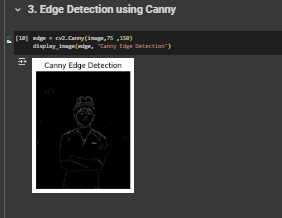 3. Edge Detection using Canny
[10] edge = cv2.Canny(image,75 ,150)
display_image(edge, "Canny Edge Detection")
Canny Edge Detection